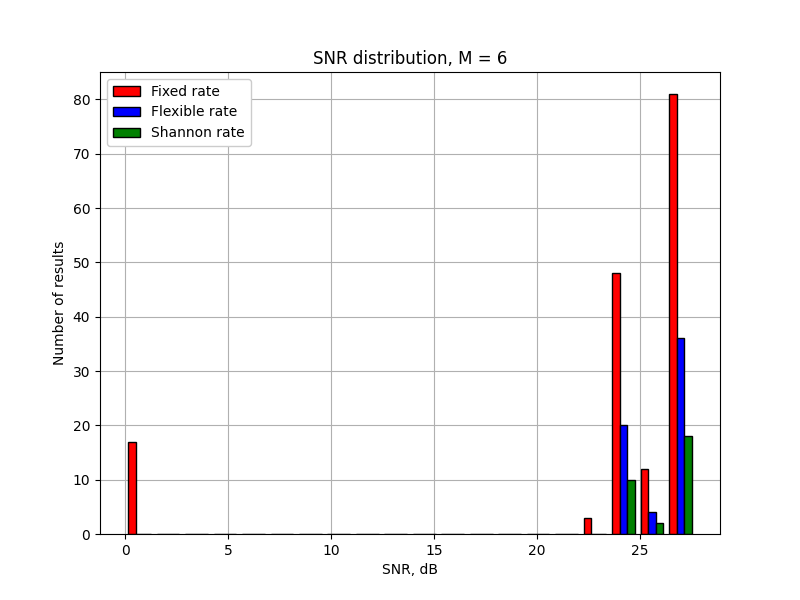 SNR distribution, M = 6
Fixed rate
Flexible rate
Shannon rate
Number of results
80
70
60
50
40
30
20
10
0
0 5 10 15 20 25
SNR, dB